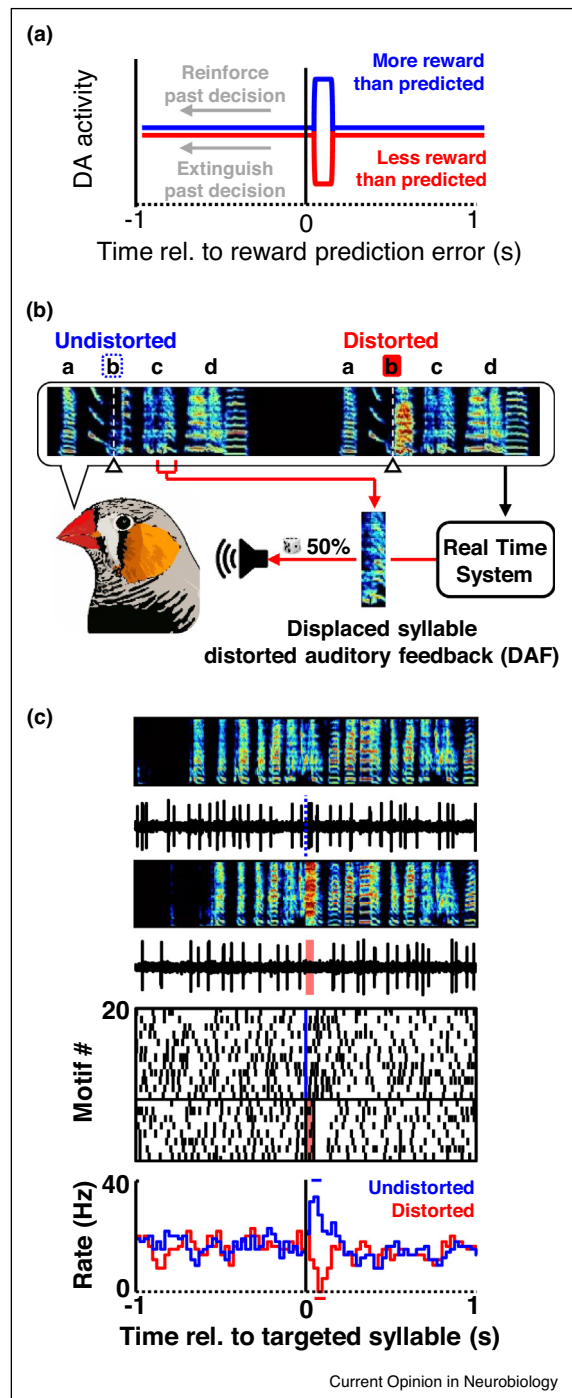 (a)
DA activity
Reinforce
past decision
Extinguish
past decision
More reward
than predicted
Less reward
than predicted
-1
0
1
Time rel. to reward prediction error (s)
(b)
Undistorted
Distorted
a b c d a b c d
50%
Real Time
System
Displaced syllable
distorted auditory feedback (DAF)
(c)
20
Motif #
40
Rate (Hz)
0
Undistorted
Distorted
-1
0
1
Time rel. to targeted syllable (s)
Current Opinion in Neurobiology